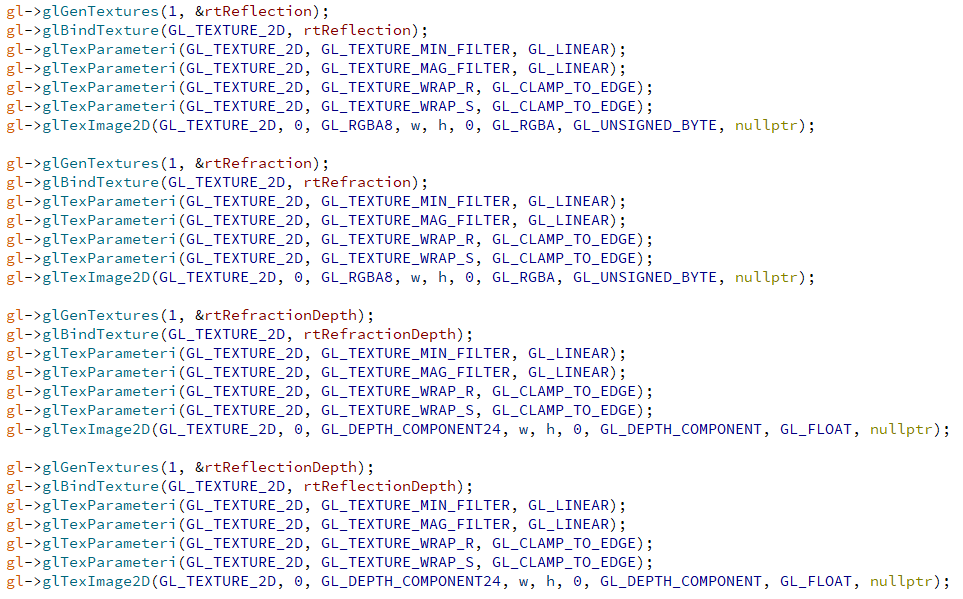 gl->glGenTextures(1, &rtReflection);
gl->glBindTexture(GL_TEXTURE_2D, rtReflection);
gl->glTexParameteri(GL_TEXTURE_2D, GL_TEXTURE_MIN_FILTER, GL_LINEAR);
gl->glTexParameteri(GL_TEXTURE_2D, GL_TEXTURE_MAG_FILTER, GL_LINEAR);
gl->glTexParameteri(GL_TEXTURE_2D, GL_TEXTURE_WRAP_R, GL_CLAMP_TO_EDGE);
gl->glTexParameteri(GL_TEXTURE_2D, GL_TEXTURE_WRAP_S, GL_CLAMP_TO_EDGE);
gl->glTexImage2D(GL_TEXTURE_2D, 0, GL_RGBA8, w, h, 0, GL_RGBA, GL_UNSIGNED_BYTE, nullptr);

gl->glGenTextures(1, &rtRefraction);
gl->glBindTexture(GL_TEXTURE_2D, rtRefraction);
gl->glTexParameteri(GL_TEXTURE_2D, GL_TEXTURE_MIN_FILTER, GL_LINEAR);
gl->glTexParameteri(GL_TEXTURE_2D, GL_TEXTURE_MAG_FILTER, GL_LINEAR);
gl->glTexParameteri(GL_TEXTURE_2D, GL_TEXTURE_WRAP_R, GL_CLAMP_TO_EDGE);
gl->glTexParameteri(GL_TEXTURE_2D, GL_TEXTURE_WRAP_S, GL_CLAMP_TO_EDGE);
gl->glTexImage2D(GL_TEXTURE_2D, 0, GL_RGBA8, w, h, 0, GL_RGBA, GL_UNSIGNED_BYTE, nullptr);

gl->glGenTextures(1, &rtRefractionDepth);
gl->glBindTexture(GL_TEXTURE_2D, rtRefractionDepth);
gl->glTexParameteri(GL_TEXTURE_2D, GL_TEXTURE_MIN_FILTER, GL_LINEAR);
gl->glTexParameteri(GL_TEXTURE_2D, GL_TEXTURE_MAG_FILTER, GL_LINEAR);
gl->glTexParameteri(GL_TEXTURE_2D, GL_TEXTURE_WRAP_R, GL_CLAMP_TO_EDGE);
gl->glTexParameteri(GL_TEXTURE_2D, GL_TEXTURE_WRAP_S, GL_CLAMP_TO_EDGE);
gl->glTexImage2D(GL_TEXTURE_2D, 0, GL_DEPTH_COMPONENT24, w, h, 0, GL_DEPTH_COMPONENT, GL_FLOAT, nullptr);

gl->glGenTextures(1, &rtReflectionDepth);
gl->glBindTexture(GL_TEXTURE_2D, rtReflectionDepth);
gl->glTexParameteri(GL_TEXTURE_2D, GL_TEXTURE_MIN_FILTER, GL_LINEAR);
gl->glTexParameteri(GL_TEXTURE_2D, GL_TEXTURE_MAG_FILTER, GL_LINEAR);
gl->glTexParameteri(GL_TEXTURE_2D, GL_TEXTURE_WRAP_R, GL_CLAMP_TO_EDGE);
gl->glTexParameteri(GL_TEXTURE_2D, GL_TEXTURE_WRAP_S, GL_CLAMP_TO_EDGE);
gl->glTexImage2D(GL_TEXTURE_2D, 0, GL_DEPTH_COMPONENT24, w, h, 0, GL_DEPTH_COMPONENT, GL_FLOAT, nullptr);